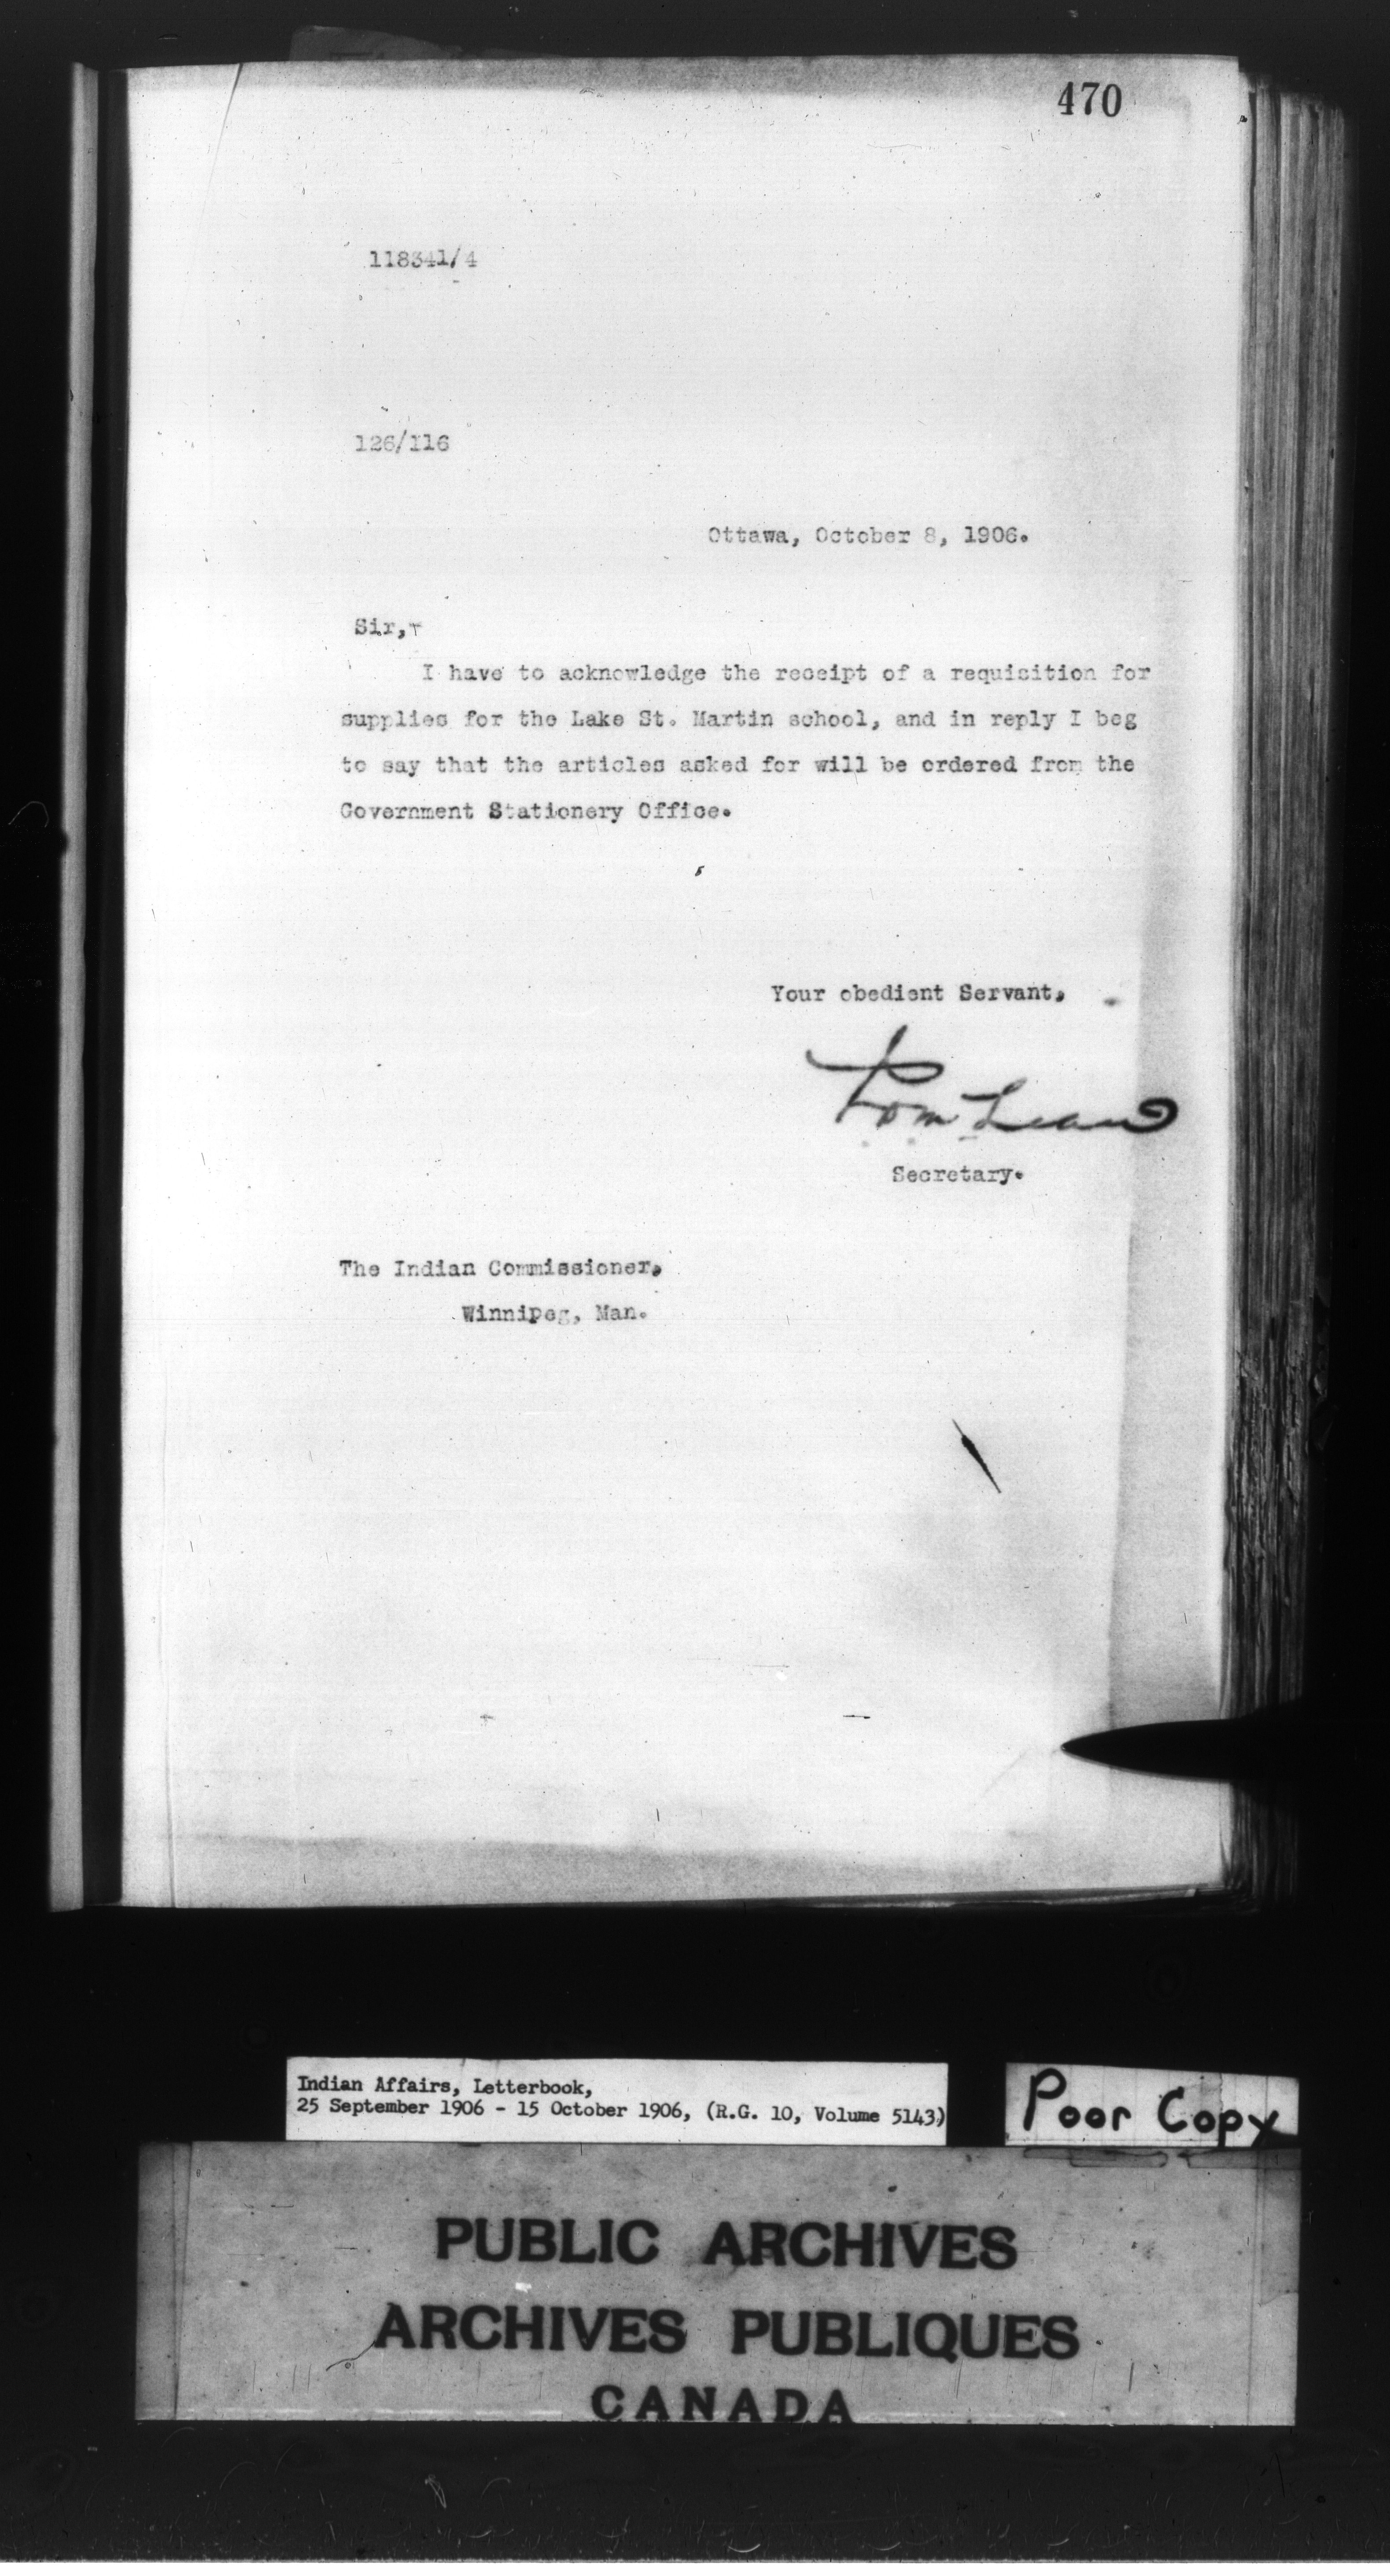 470
118341/4
126/116
Ottawa, October 8, 1906.
Sir,-
I have to acknowledge the receipt of a requisition for
supplies for the Lake St. Martin school, and in reply I beg
to say that the articles asked for will be ordered from the
Government Stationery Office.
Your obedient Servant,
Secretary.
The Indian Commissioner,
Winnipeg, Man.
Indian Affairs, Letterbook,
25 September 1906 - 15 October 1906, (R.G. 10, Volume 5143)
Poor Copy
PUBLIC ARCHIVES
ARCHIVES PUBLIQUES
CANADA